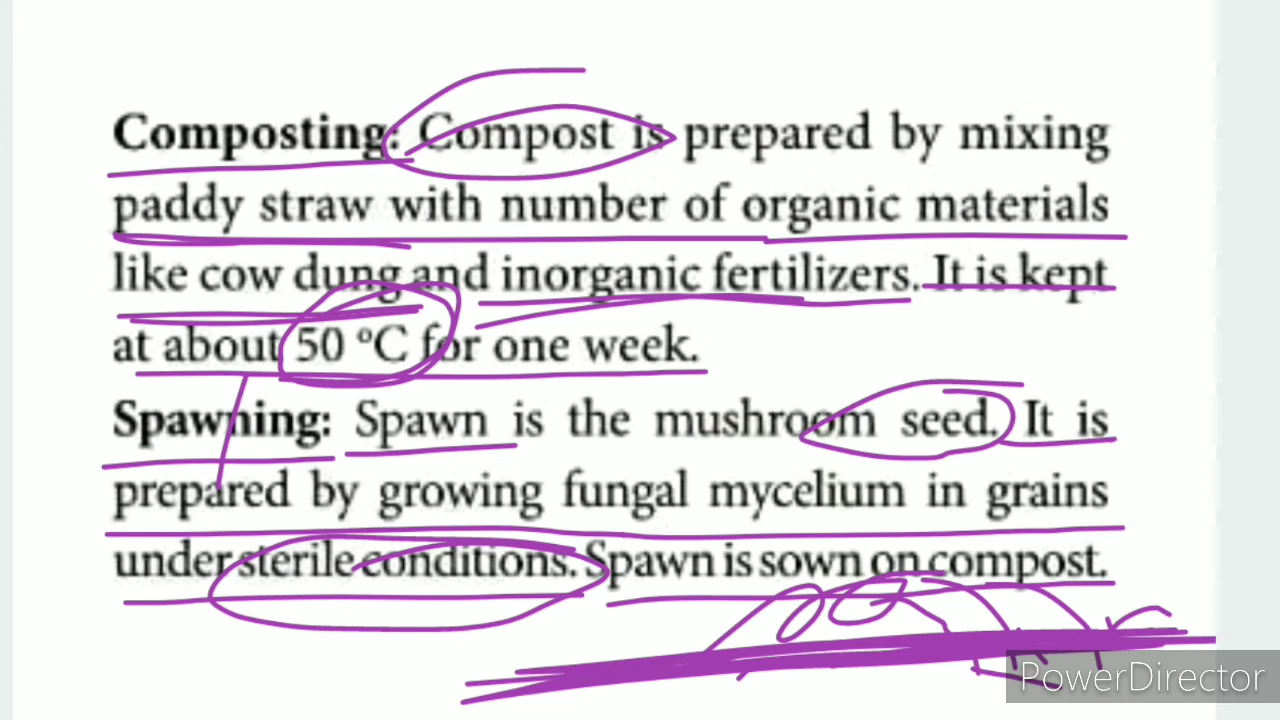 Composting: Compost is prepared by mixing
paddy straw with number of organic materials
like cow dung and inorganic fertilizers. It is kept
at about 50 °C for one week.
Spawning: Spawn is the mushroom seed. It is
prepared by growing fungal mycelium in grains
under sterile conditions. Spawn is sown on compost.
PowerDirector